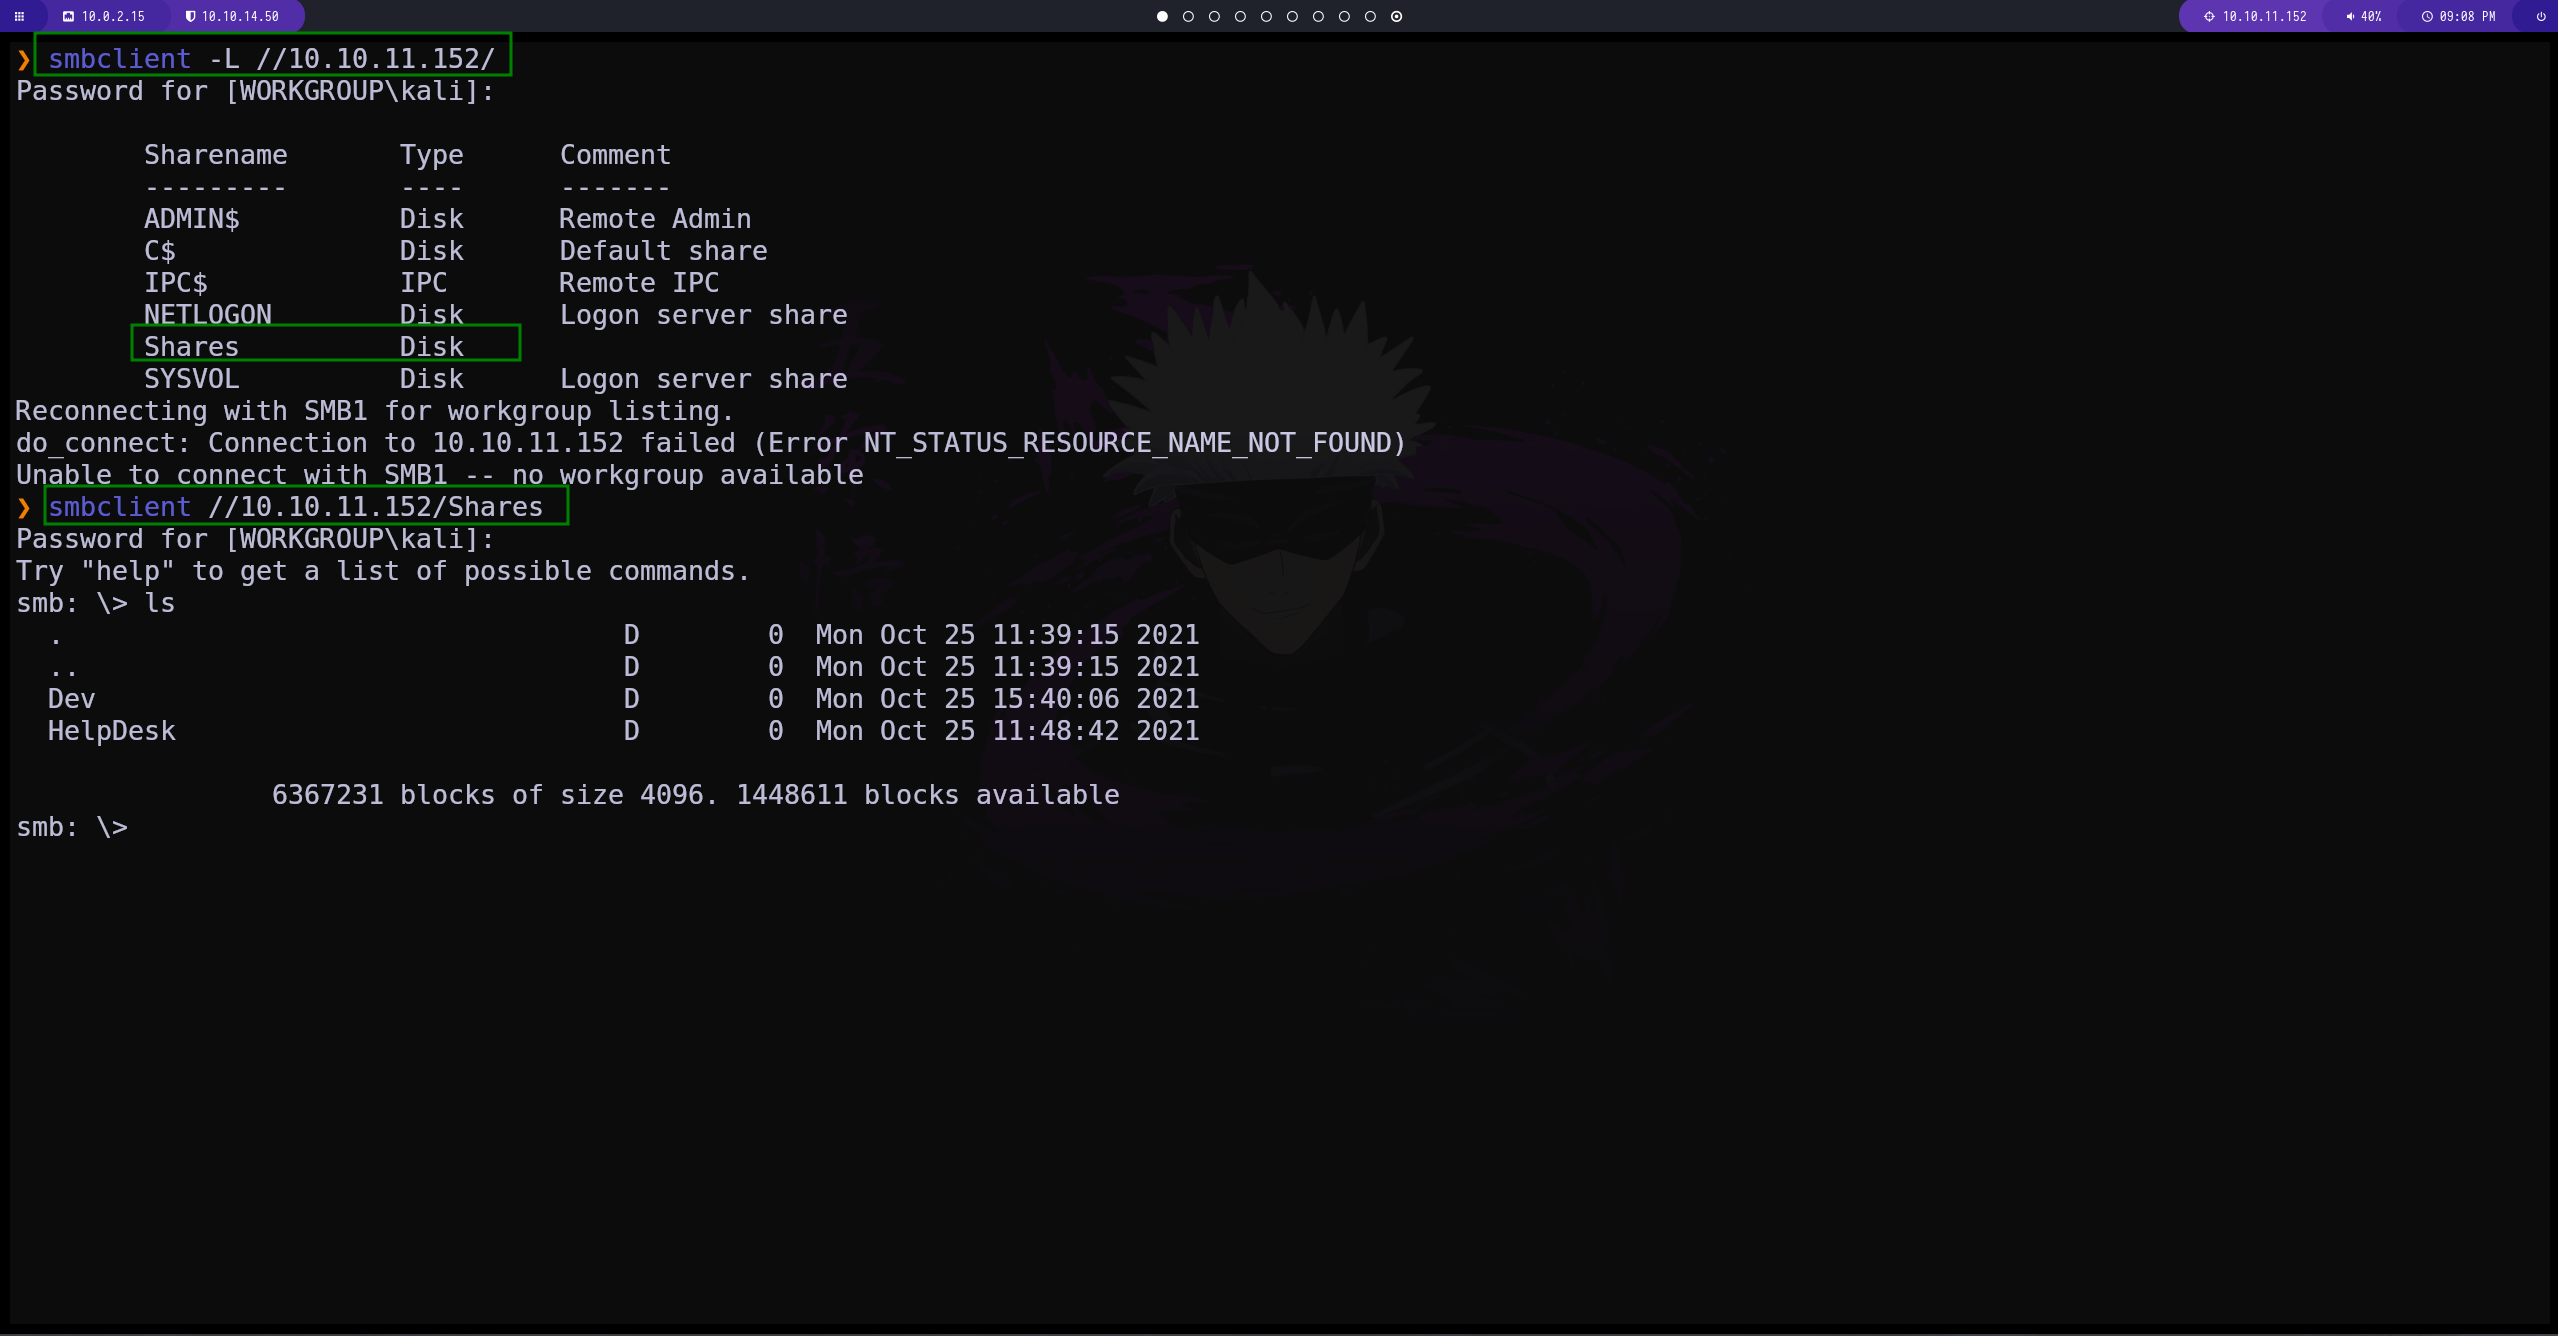 10.0.2.15 10.10.14.50 10.10.11.152 40% 09:08 PM
❯ smbclient -L //10.10.11.152/
Password for [WORKGROUP\kali]:
Sharename Type Comment
--------- ---- -------
ADMIN$ Disk Remote Admin
C$ Disk Default share
IPC$ IPC Remote IPC
NETLOGON Disk Logon server share
Shares Disk
SYSVOL Disk Logon server share
Reconnecting with SMB1 for workgroup listing.
do_connect: Connection to 10.10.11.152 failed (Error NT_STATUS_RESOURCE_NAME_NOT_FOUND)
Unable to connect with SMB1 -- no workgroup available
❯ smbclient //10.10.11.152/Shares
Password for [WORKGROUP\kali]:
Try "help" to get a list of possible commands.
smb: \> ls
. D 0 Mon Oct 25 11:39:15 2021
.. D 0 Mon Oct 25 11:39:15 2021
Dev D 0 Mon Oct 25 15:40:06 2021
HelpDesk D 0 Mon Oct 25 11:48:42 2021
6367231 blocks of size 4096. 1448611 blocks available
smb: \>